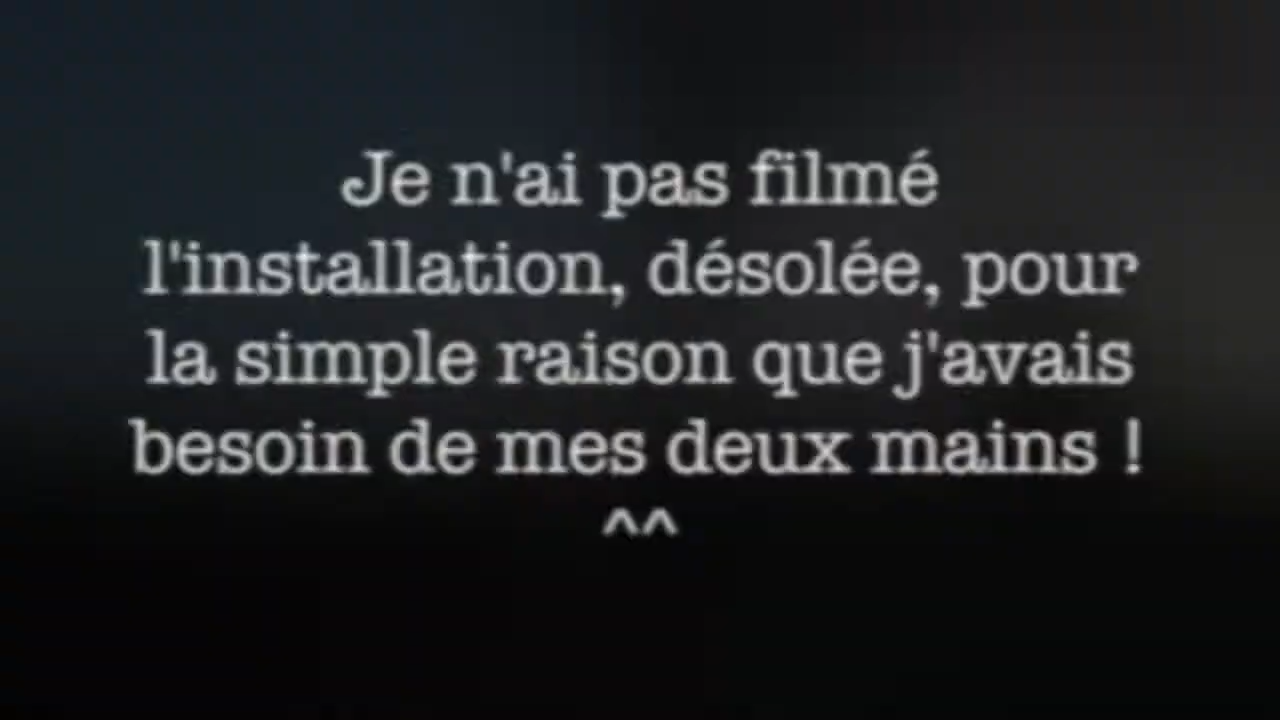 Je n'ai pas filmé
l'installation, désolée, pour
la simple raison que j'avais
besoin de mes deux mains !
^^